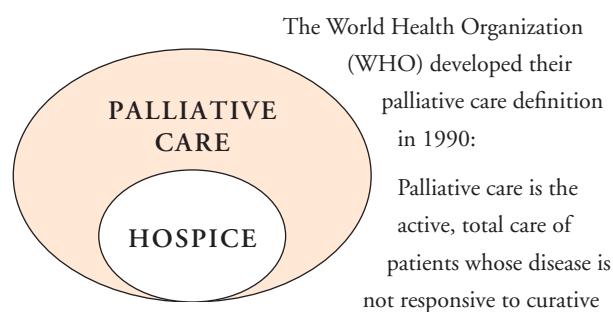 The World Health Organization
(WHO) developed their
palliative care definition
in 1990:
Palliative care is the
active, total care of
patients whose disease is
not responsive to curative
PALLIATIVE
CARE
HOSPICE